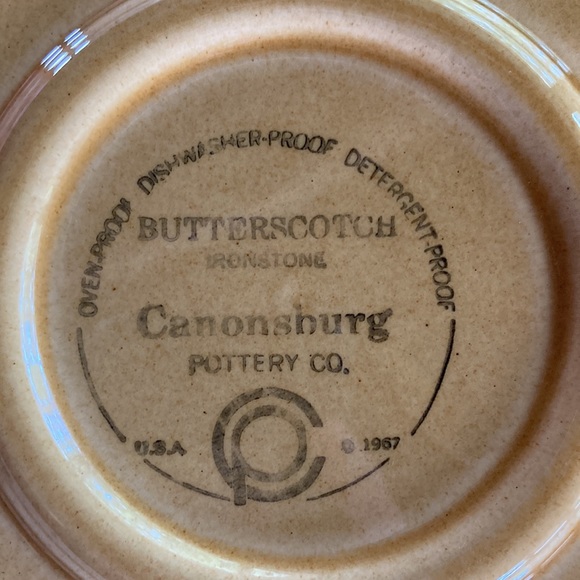 OVEN-PROOF DISHWASHER-PROOF DETERGENT-PROOF
BUTTERSCOTCH
IRONSTONE
Canonsburg
POTTERY CO.
U.S.A
© 1967